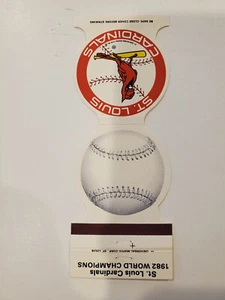 ST. LOUIS
CARDINALS
St. Louis Cardinals
1982 WORLD CHAMPIONS